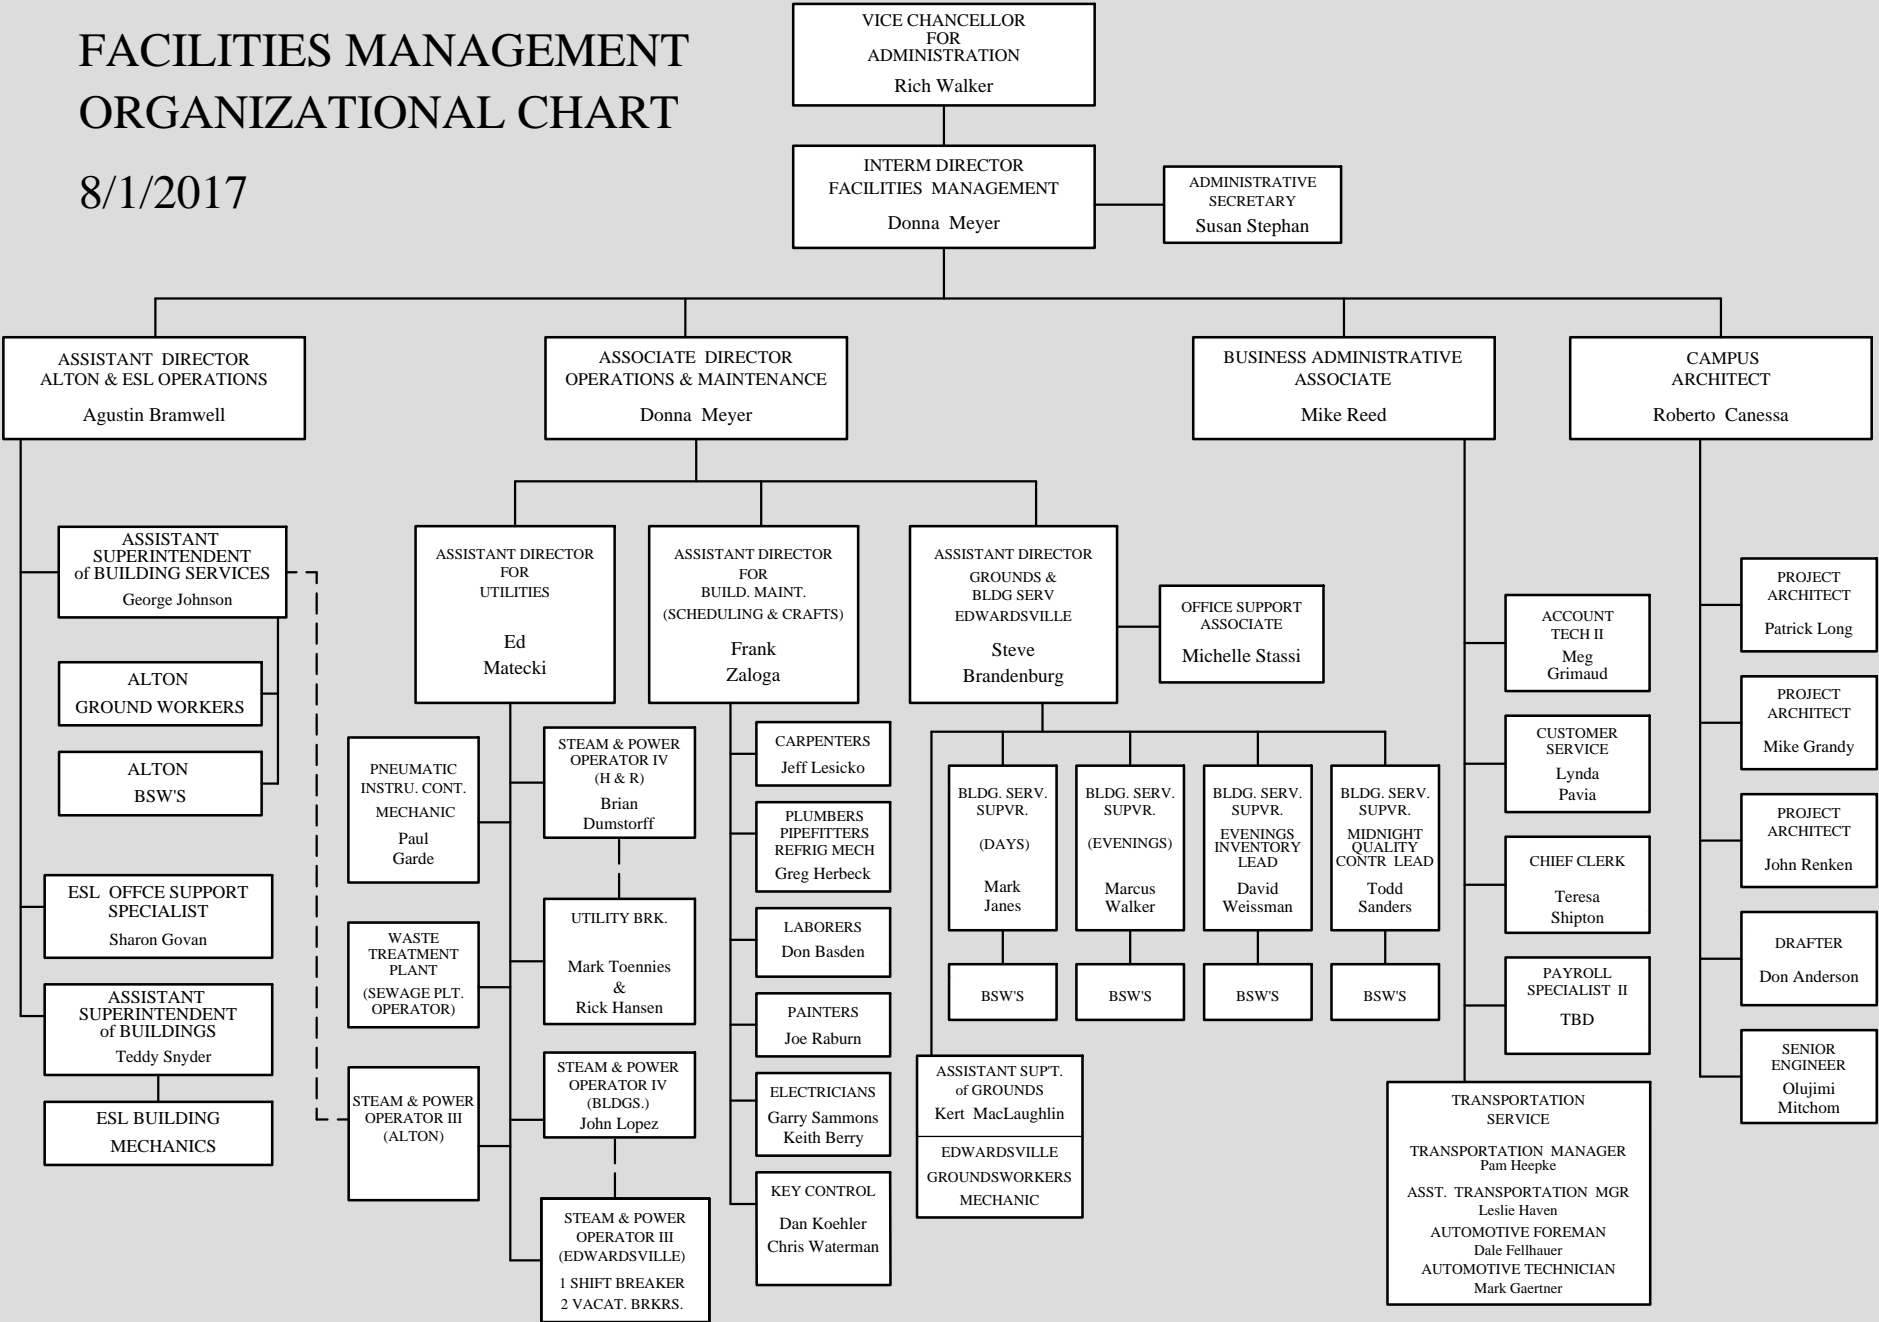 FACILITIES MANAGEMENT
ORGANIZATIONAL CHART
8/1/2017
VICE CHANCELLOR
FOR
ADMINISTRATION
Rich Walker
INTERM DIRECTOR
FACILITIES MANAGEMENT
Donna Meyer
ADMINISTRATIVE
SECRETARY
Susan Stephan
ASSISTANT DIRECTOR
ALTON & ESL OPERATIONS
Agustin Bramwell
ASSOCIATE DIRECTOR
OPERATIONS & MAINTENANCE
Donna Meyer
BUSINESS ADMINISTRATIVE
ASSOCIATE
Mike Reed
CAMPUS
ARCHITECT
Roberto Canessa
ASSISTANT
SUPERINTENDENT
of BUILDING SERVICES
George Johnson
ALTON
GROUND WORKERS
ALTON
BSW'S
ESL OFFCE SUPPORT
SPECIALIST
Sharon Govan
ASSISTANT
SUPERINTENDENT
of BUILDINGS
Teddy Snyder
ESL BUILDING
MECHANICS
ASSISTANT DIRECTOR
FOR
UTILITIES
Ed
Matecki
PNEUMATIC
INSTRU. CONT.
MECHANIC
Paul
Garde
WASTE
TREATMENT
PLANT
(SEWAGE PLT.
OPERATOR)
STEAM & POWER
OPERATOR III
(ALTON)
STEAM & POWER
OPERATOR IV
(H & R)
Brian
Dumstorff
UTILITY BRK.
Mark Toennies
&
Rick Hansen
STEAM & POWER
OPERATOR IV
(BLDGS.)
John Lopez
STEAM & POWER
OPERATOR III
(EDWARDSVILLE)
1 SHIFT BREAKER
2 VACAT. BRKRS.
ASSISTANT DIRECTOR
FOR
BUILD. MAINT.
(SCHEDULING & CRAFTS)
Frank
Zaloga
CARPENTERS
Jeff Lesicko
PLUMBERS
PIPEFITTERS
REFRIG MECH
Greg Herbeck
LABORERS
Don Basden
PAINTERS
Joe Raburn
ELECTRICIANS
Garry Sammons
Keith Berry
KEY CONTROL
Dan Koehler
Chris Waterman
ASSISTANT DIRECTOR
GROUNDS &
BLDG SERV
EDWARDSVILLE
Steve
Brandenburg
OFFICE SUPPORT
ASSOCIATE
Michelle Stassi
BLDG. SERV.
SUPVR.
(DAYS)
Mark
Janes
BSW'S
BLDG. SERV.
SUPVR.
(EVENINGS)
Marcus
Walker
BSW'S
BLDG. SERV.
SUPVR.
EVENINGS
INVENTORY
LEAD
David
Weissman
BSW'S
BLDG. SERV.
SUPVR.
MIDNIGHT
QUALITY
CONTR LEAD
Todd
Sanders
BSW'S
ASSISTANT SUP'T.
of GROUNDS
Kert MacLaughlin
EDWARDSVILLE
GROUNDSWORKERS
MECHANIC
ACCOUNT
TECH II
Meg
Grimaud
CUSTOMER
SERVICE
Lynda
Pavia
CHIEF CLERK
Teresa
Shipton
PAYROLL
SPECIALIST II
TBD
TRANSPORTATION
SERVICE
TRANSPORTATION MANAGER
Pam Heepke
ASST. TRANSPORTATION MGR
Leslie Haven
AUTOMOTIVE FOREMAN
Dale Fellhauer
AUTOMOTIVE TECHNICIAN
Mark Gaertner
PROJECT
ARCHITECT
Patrick Long
PROJECT
ARCHITECT
Mike Grandy
PROJECT
ARCHITECT
John Renken
DRAFTER
Don Anderson
SENIOR
ENGINEER
Olujimi
Mitchom